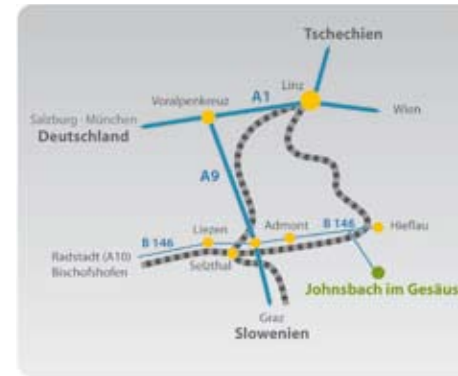 Tschechien
Linz
A1
Voralpenkreuz
Wien
Salzburg · München
Deutschland
A9
Liezen
Admont
B 146
Hieflau
B 146
Radstadt (A10)
Bischofshofen
Selzthal
Johnsbach im Gesäus
Graz
Slowenien